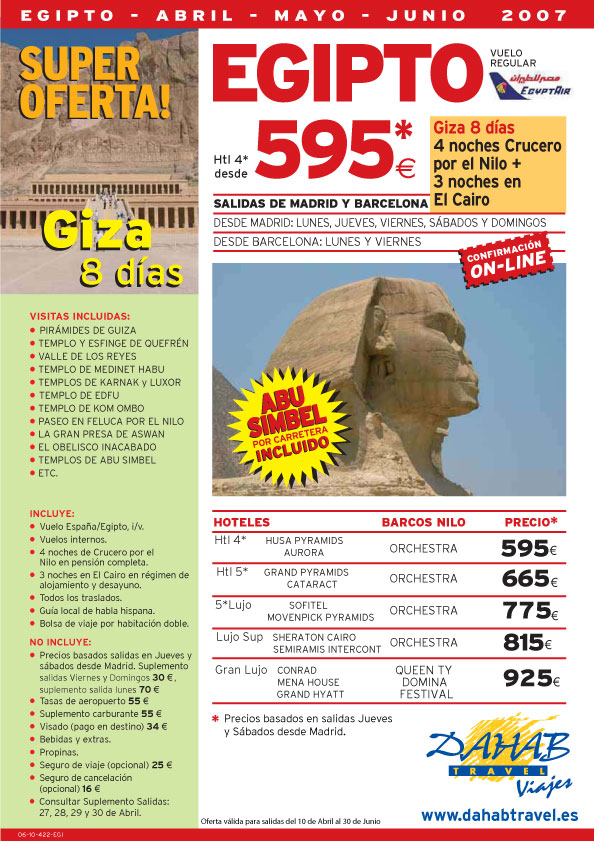 EGIPTO - ABRIL - MAYO - JUNIO 2007
SUPER
OFERTA!
Giza
8 días
EGIPTO
VUELO
REGULAR
مصر للطيران
EGYPTAIR
Htl 4*
desde
595*
€
Giza 8 días
4 noches Crucero
por el Nilo +
3 noches en
El Cairo
SALIDAS DE MADRID Y BARCELONA
DESDE MADRID: LUNES, JUEVES, VIERNES, SÁBADOS Y DOMINGOS
DESDE BARCELONA: LUNES Y VIERNES
CONFIRMACIÓN
ON-LINE
ABU
SIMBEL
POR CARRETERA
INCLUIDO
VISITAS INCLUIDAS:
• PIRÁMIDES DE GUIZA
• TEMPLO Y ESFINGE DE QUEFRÉN
• VALLE DE LOS REYES
• TEMPLO DE MEDINET HABU
• TEMPLOS DE KARNAK y LUXOR
• TEMPLO DE EDFU
• TEMPLO DE KOM OMBO
• PASEO EN FELUCA POR EL NILO
• LA GRAN PRESA DE ASWAN
• EL OBELISCO INACABADO
• TEMPLOS DE ABU SIMBEL
• ETC.
INCLUYE:
• Vuelo España/Egipto, i/v.
• Vuelos internos.
• 4 noches de Crucero por el
Nilo en pensión completa.
• 3 noches en El Cairo en régimen de
alojamiento y desayuno.
• Todos los traslados.
• Guía local de habla hispana.
• Bolsa de viaje por habitación doble.
NO INCLUYE:
• Precios basados salidas en Jueves y
sábados desde Madrid. Suplemento
salidas Viernes y Domingos 30 € ,
suplemento salida lunes 70 €
• Tasas de aeropuerto 55 €
• Suplemento carburante 55 €
• Visado (pago en destino) 34 €
• Bebidas y extras.
• Propinas.
• Seguro de viaje (opcional) 25 €
• Seguro de cancelación
(opcional) 16 €
• Consultar Suplemento Salidas:
27, 28, 29 y 30 de Abril.
06-10-422-EGI
HOTELES BARCOS NILO PRECIO*
Htl 4* HUSA PYRAMIDS
AURORA ORCHESTRA 595€
Htl 5* GRAND PYRAMIDS
CATARACT ORCHESTRA 665€
5*Lujo SOFITEL
MOVENPICK PYRAMIDS ORCHESTRA 775€
Lujo Sup SHERATON CAIRO
SEMIRAMIS INTERCONT ORCHESTRA 815€
Gran Lujo CONRAD QUEEN TY
MENA HOUSE DOMINA 925€
GRAND HYATT FESTIVAL
* Precios basados en salidas Jueves
y Sábados desde Madrid.
DAHAB
TRAVEL
Viajes
www.dahabtravel.es
Oferta válida para salidas del 10 de Abril al 30 de Junio